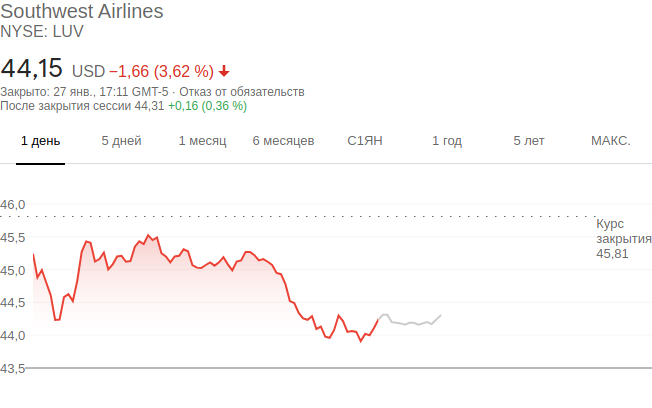 Southwest Airlines
NYSE: LUV
44,15 USD −1,66 (3,62 %)
Закрыто: 27 янв., 17:11 GMT-5 · Отказ от обязательств
После закрытия сессии 44,31 +0,16 (0,36 %)
1 день 5 дней 1 месяц 6 месяцев С1ЯН 1 год 5 лет МАКС.
46,0
45,5
45,0
44,5
44,0
43,5
Курс
закрытия
45,81